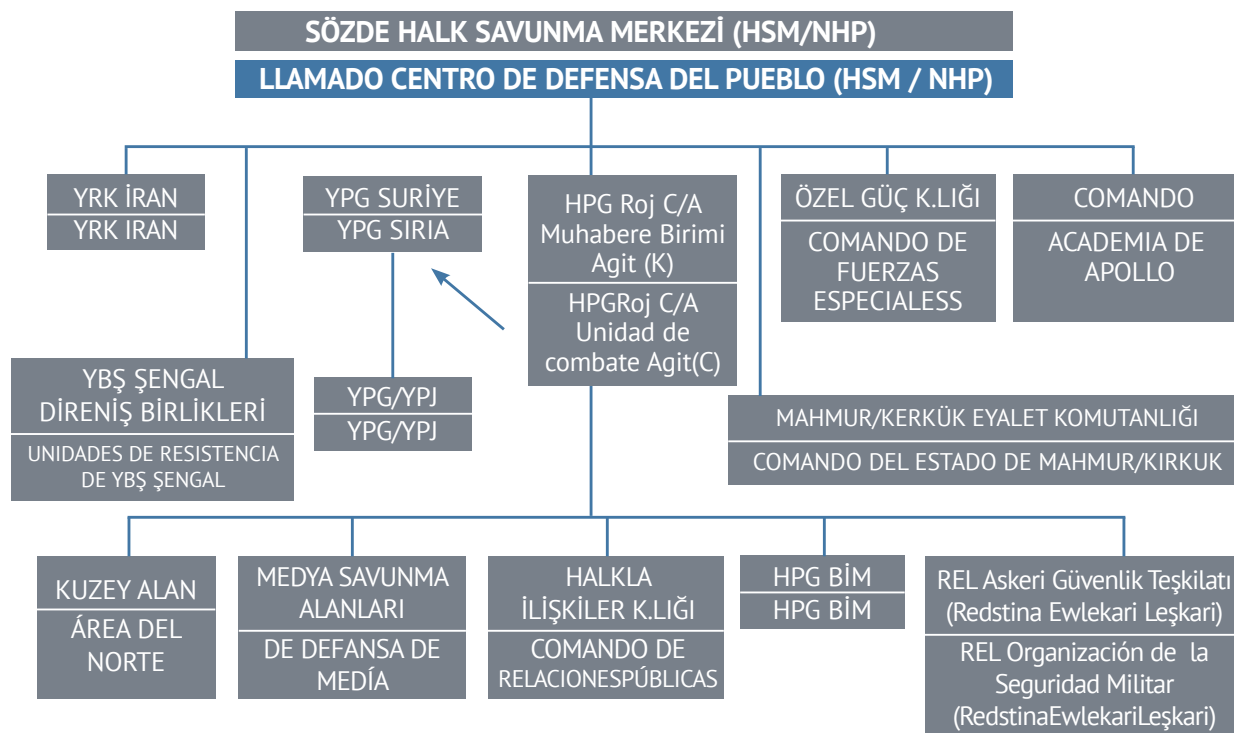 SÖZDE HALK SAVUNMA MERKEZİ (HSM/NHP)
LLAMADO CENTRO DE DEFENSA DEL PUEBLO (HSM / NHP)
YRK İRAN
YRK IRAN
YPG SURİYE
YPG SIRIA
HPG Roj C/A
Muhabere Birimi
Agit (K)
HPGRoj C/A
Unidad de
combate Agit(C)
ÖZEL GÜÇ K.LIĞI
COMANDO DE
FUERZAS
ESPECIALESS
COMANDO
ACADEMIA DE
APOLLO
YBŞ ŞENGAL
DİRENİŞ BİRLİKLERİ
UNIDADES DE RESISTENCIA
DE YBŞ ŞENGAL
YPG/YPJ
YPG/YPJ
MAHMUR/KERKÜK EYALET KOMUTANLIĞI
COMANDO DEL ESTADO DE MAHMUR/KIRKUK
KUZEY ALAN
ÁREA DEL
NORTE
MEDYA SAVUNMA
ALANLARI
DE DEFANSA DE
MEDÍA
HALKLA
İLİŞKİLER K.LIĞI
COMANDO DE
RELACIONESPÚBLICAS
HPG BİM
HPG BİM
REL Askeri Güvenlik Teşkilatı
(Redstina Ewlekari Leşkari)
REL Organización de la
Seguridad Militar
(RedstinaEwlekariLeşkari)